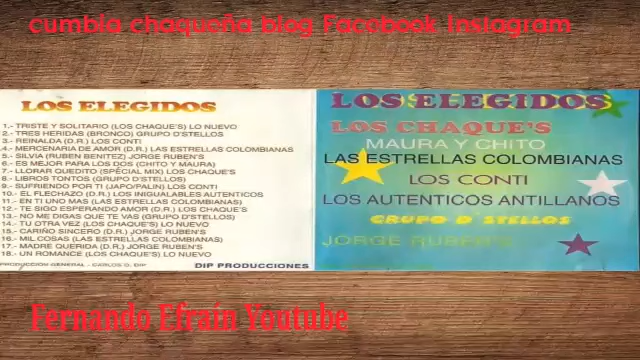 cumbia chaqueña blog Facebook Instagram
LOS ELEGIDOS
1.- TRISTE Y SOLITARIO (LOS CHAQUE'S) LO NUEVO
2.- TRES HERIDAS (BRONCO) GRUPO D'STELLOS
3.- REINALDA (D.R.) LOS CONTI
4.- MERCENARIA DE AMOR (D.R.) LAS ESTRELLAS COLOMBIANAS
5.- SILVIA (RUBEN BENITEZ) JORGE RUBEN'S
6.- ES MEJOR PARA LOS DOS (CHITO Y MAURA)
7.- LLORAR QUEDITO (SPÉCIAL MIX) LOS CHAQUE'S
8.- LIBROS TONTOS (GRUPO D'STELLOS)
9.- SUFRIENDO POR TI (JAPO/PALIN) LOS CONTI
10.- EL FLECHAZO (D.R.) LOS INIGUALABLES AUTENTICOS
11.- EN TI UNO MAS (LAS ESTRELLAS COLOMBIANAS)
12.- TE SIGO ESPERANDO AMOR (D.R.) LOS CHAQUE'S
13.- NO ME DIGAS QUE TE VAS (GRUPO D'STELLOS)
14.- TU OTRA VEZ (LOS CHAQUE'S) LO NUEVO
15.- CARIÑO SINCERO (D.R.) JORGE RUBEN'S
16.- MIL COSAS (LAS ESTRELLAS COLOMBIANAS)
17.- MADRE QUERIDA (D.R.) JORGE RUBEN'S
18.- UN ROMANCE (LOS CHAQUE'S) LO NUEVO
PRODUCCION GENERAL - CARLOS G. DIP
DIP PRODUCCIONES
LOS ELEGIDOS
LOS CHAQUE'S
MAURA Y CHITO
LAS ESTRELLAS COLOMBIANAS
LOS CONTI
LOS AUTENTICOS ANTILLANOS
GRUPO D'STELLOS
JORGE RUBEN'S
Fernando Efraín Youtube